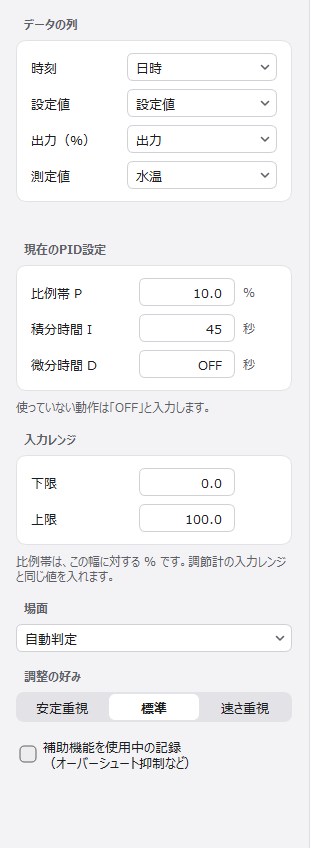 データの列
時刻 日時
設定値 設定値
出力（%） 出力
測定値 水温
現在のPID設定
比例帯 P 10.0 %
積分時間 I 45 秒
微分時間 D OFF 秒
使っていない動作は「OFF」と入力します。
入力レンジ
下限 0.0
上限 100.0
比例帯は、この幅に対する % です。調節計の入力レンジ
と同じ値を入れます。
場面
自動判定
調整の好み
安定重視 標準 速さ重視
補助機能を使用中の記録
（オーバーシュート抑制など）